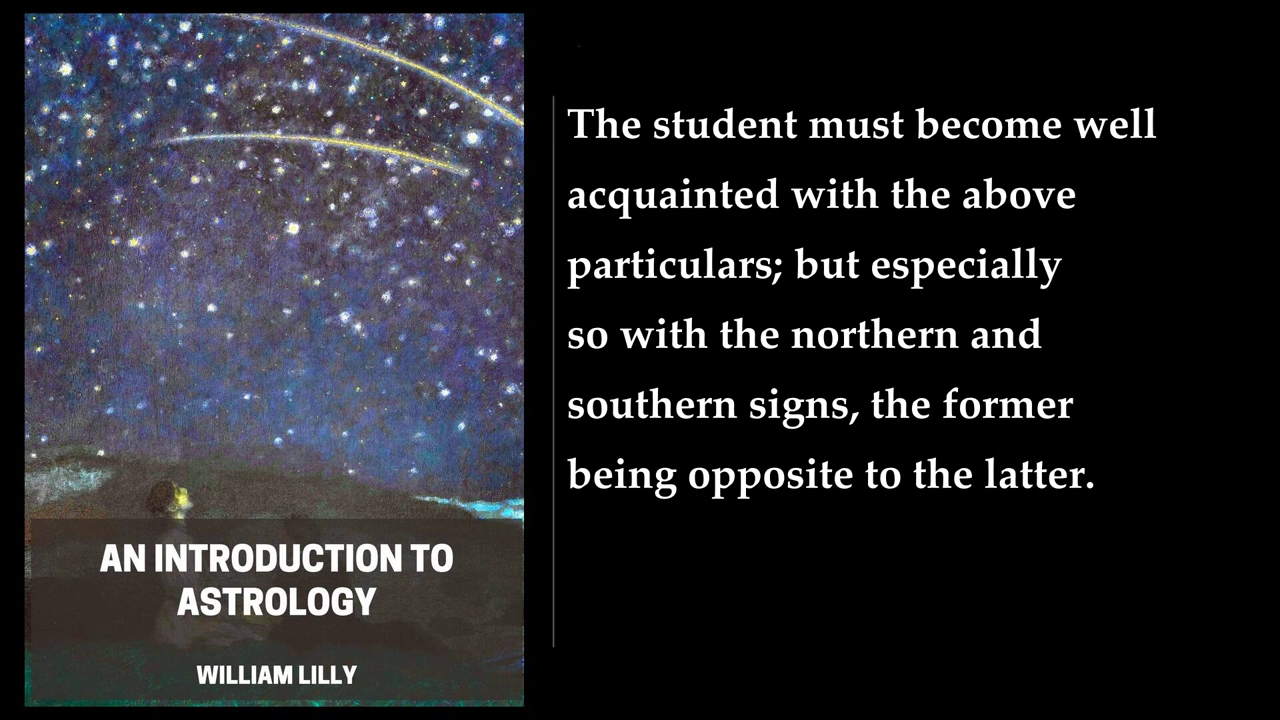 The student must become well
acquainted with the above
particulars; but especially
so with the northern and
southern signs, the former
being opposite to the latter.
AN INTRODUCTION TO
ASTROLOGY
WILLIAM LILLY